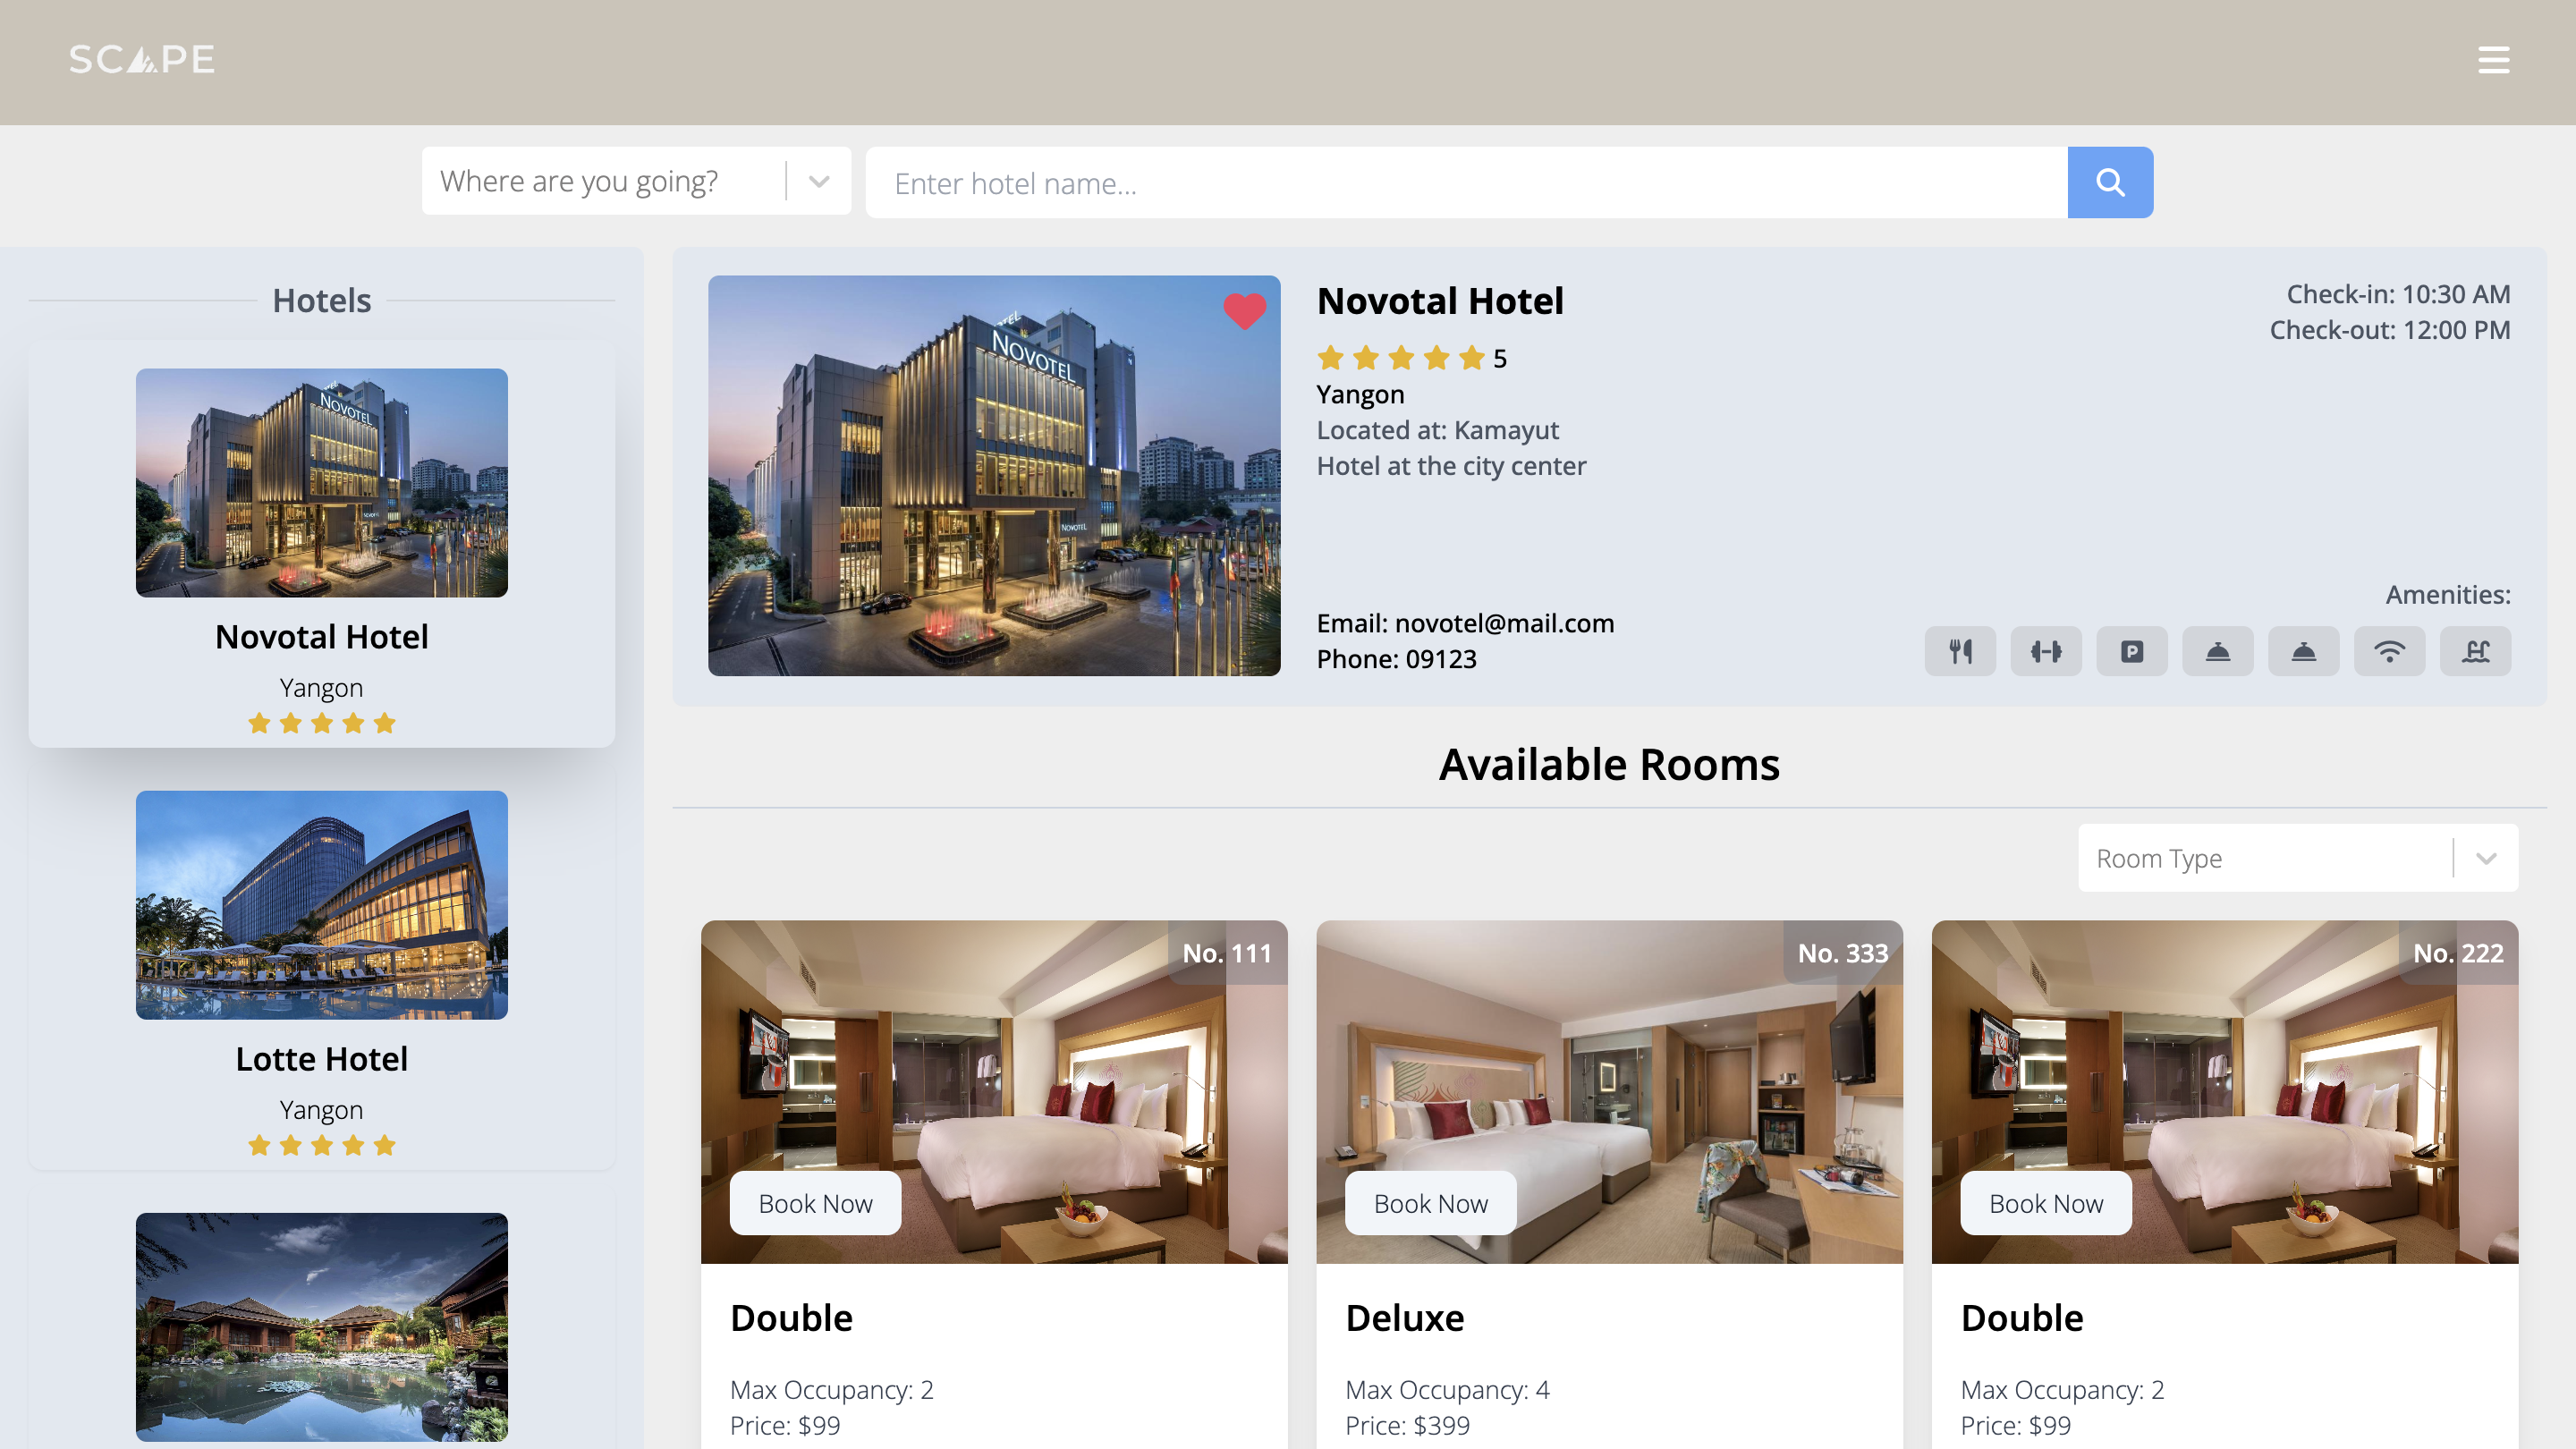 SCAPE
Where are you going?
Enter hotel name...
Hotels
NOVOTEL
NOVOTEL
Novotal Hotel
Yangon
Lotte Hotel
Yangon
NOVOTEL
NOVOTEL
Novotal Hotel
5
Yangon
Located at: Kamayut
Hotel at the city center
Email: novotel@mail.com
Phone: 09123
Check-in: 10:30 AM
Check-out: 12:00 PM
Amenities:
P
Available Rooms
Room Type
No. 111
Book Now
Double
Max Occupancy: 2
Price: $99
No. 333
Book Now
Deluxe
Max Occupancy: 4
Price: $399
No. 222
Book Now
Double
Max Occupancy: 2
Price: $99